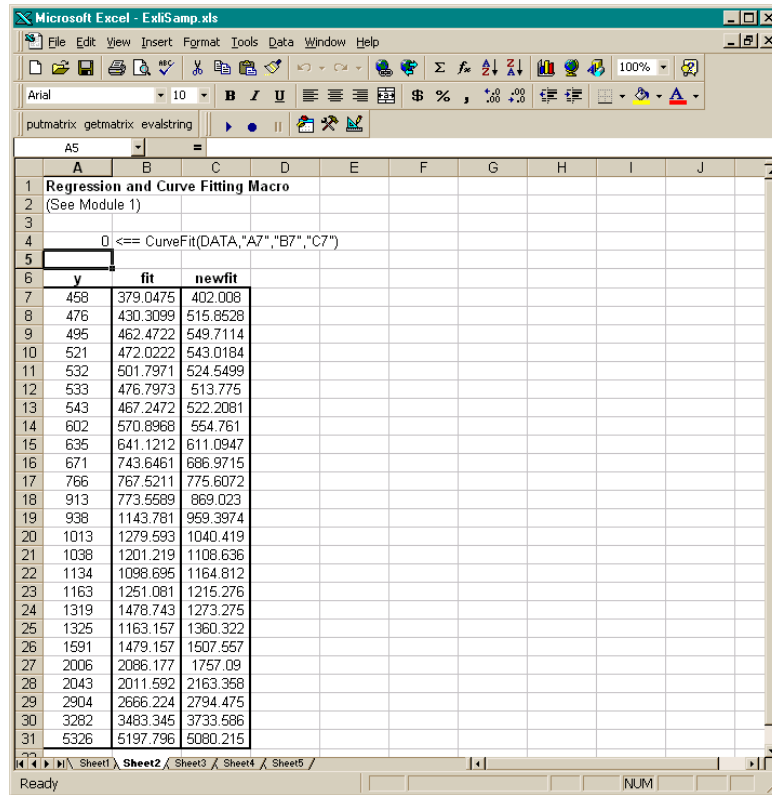 Microsoft Excel - ExliSamp.xls
File Edit View Insert Format Tools Data Window Help
100%
Arial 10 B I U $ % ,
putmatrix getmatrix evalstring
A5 =
A B C D E F G H I J
1 Regression and Curve Fitting Macro
2 (See Module 1)
3
4 0 <== CurveFit(DATA,"A7","B7","C7")
5
6 y fit newfit
7 458 379.0475 402.008
8 476 430.3099 515.8528
9 495 462.4722 549.7114
10 521 472.0222 543.0184
11 532 501.7971 524.5499
12 533 476.7973 513.775
13 543 467.2472 522.2081
14 602 570.8968 554.761
15 635 641.1212 611.0947
16 671 743.6461 686.9715
17 766 767.5211 775.6072
18 913 773.5589 869.023
19 938 1143.781 959.3974
20 1013 1279.593 1040.419
21 1038 1201.219 1108.636
22 1134 1098.695 1164.812
23 1163 1251.081 1215.276
24 1319 1478.743 1273.275
25 1325 1163.157 1360.322
26 1591 1479.157 1507.557
27 2006 2086.177 1757.09
28 2043 2011.592 2163.358
29 2904 2666.224 2794.475
30 3282 3483.345 3733.586
31 5326 5197.796 5080.215
Sheet1 Sheet2 Sheet3 Sheet4 Sheet5
Ready NUM